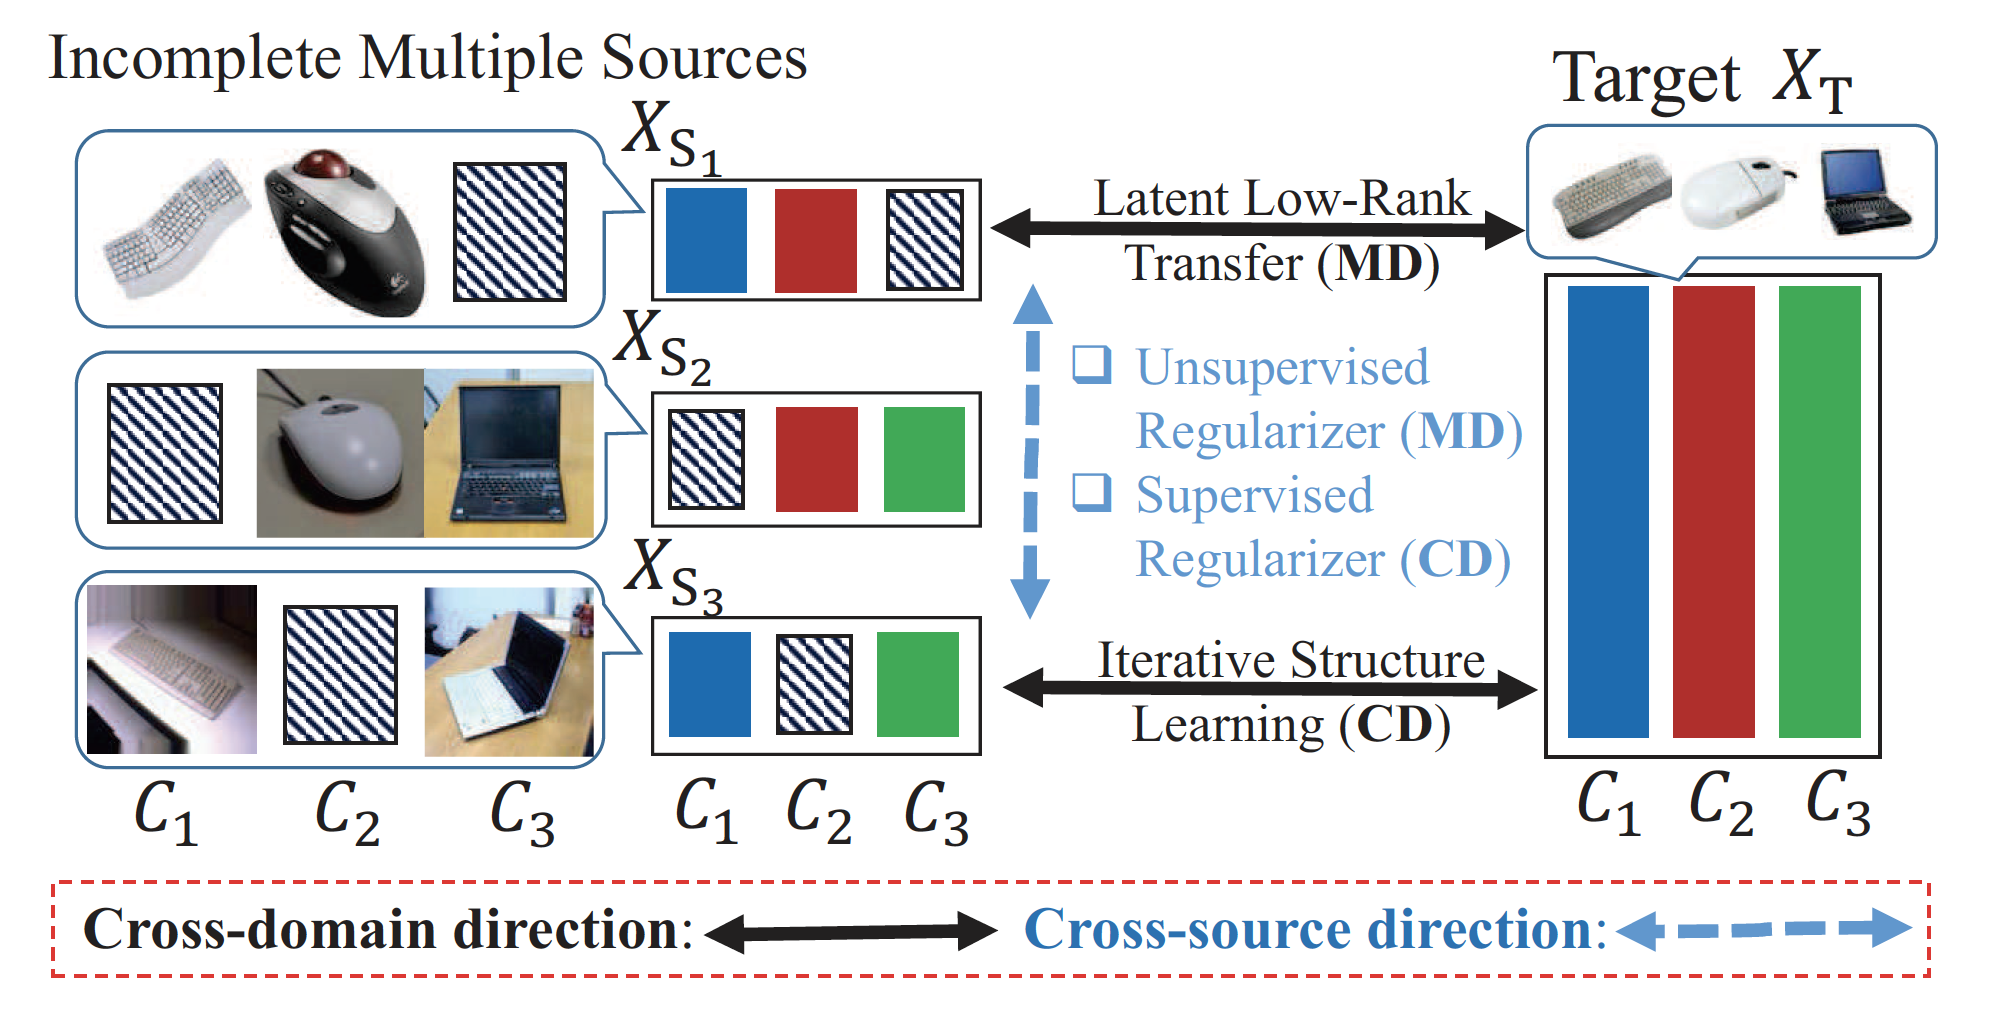 Incomplete Multiple Sources
Target X_T
X_{S_1}
Latent Low-Rank
Transfer (MD)
X_{S_2}
❑ Unsupervised
Regularizer (MD)
❑ Supervised
Regularizer (CD)
X_{S_3}
Iterative Structure
Learning (CD)
C_1 C_2 C_3 C_1 C_2 C_3 C_1 C_2 C_3
Cross-domain direction: Cross-source direction: